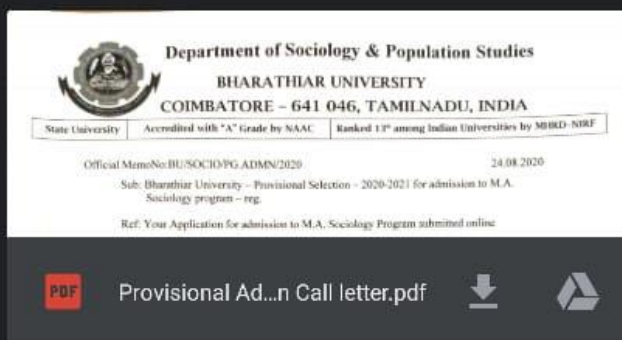 Department of Sociology & Population Studies
BHARATHIAR UNIVERSITY
COIMBATORE – 641 046, TAMILNADU, INDIA
State University Accredited with "A" Grade by NAAC Ranked 13th among Indian Universities by MHRD-NIRF
Official MemoNo:BU/SOCIO/PG.ADMN/2020 24.08.2020
Sub: Bharathiar University – Provisional Selection – 2020-2021 for admission to M.A.
Sociology program – reg.
Ref: Your Application for admission to M.A. Sociology Program submitted online
PDF Provisional Ad...n Call letter.pdf